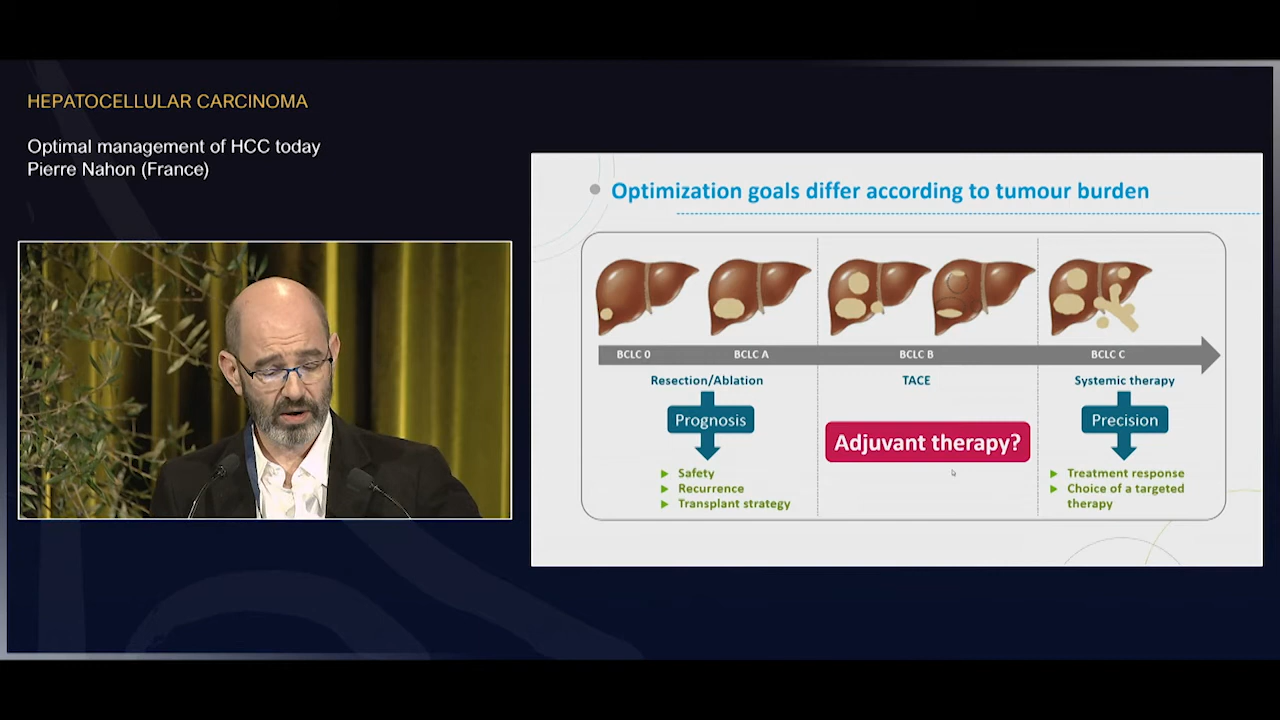 HEPATOCELLULAR CARCINOMA
Optimal management of HCC today
Pierre Nahon (France)
Optimization goals differ according to tumour burden
BCLC 0
BCLC A
BCLC B
BCLC C
Resection/Ablation
TACE
Systemic therapy
Prognosis
Adjuvant therapy?
Precision
Safety
Recurrence
Transplant strategy
Treatment response
Choice of a targeted
therapy